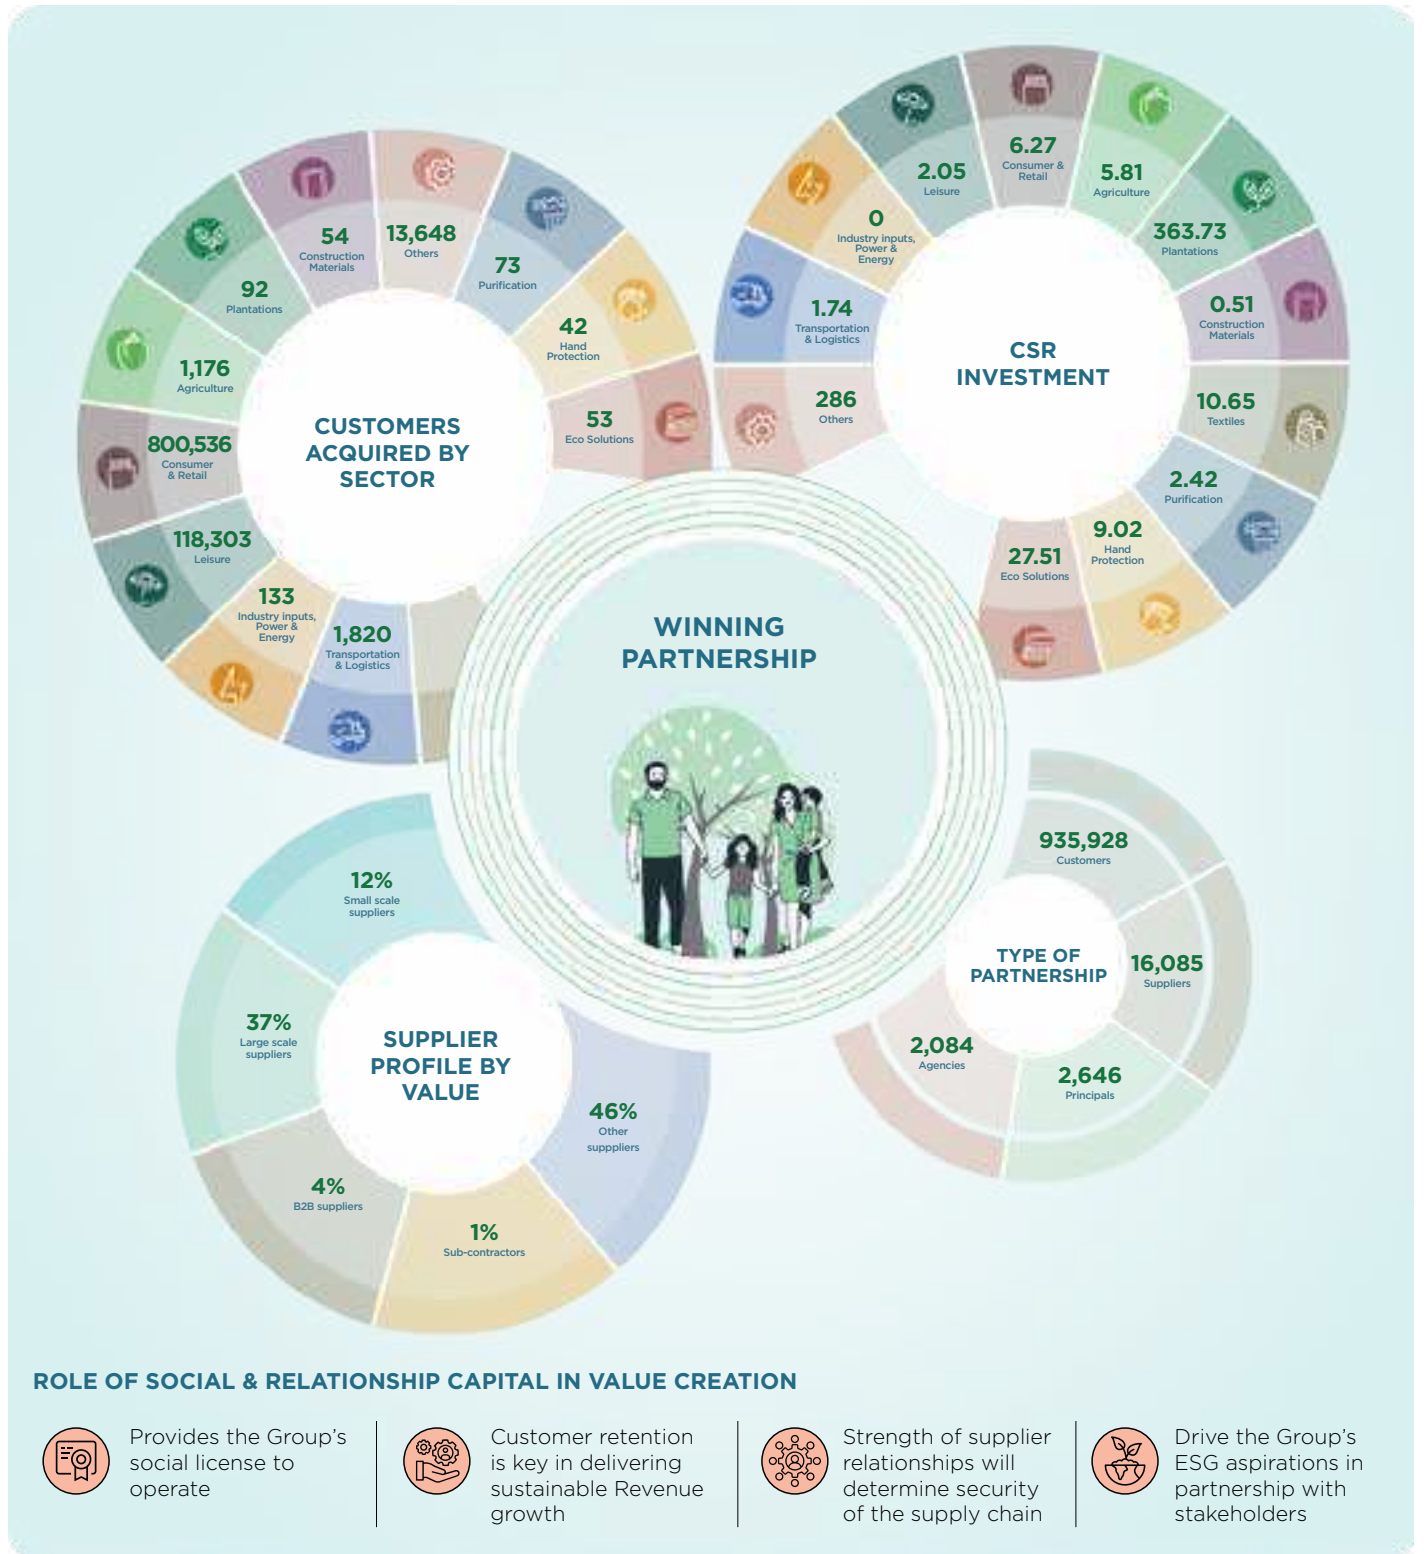 CUSTOMERS
ACQUIRED BY
SECTOR
54
Construction
Materials
13,648
Others
73
Purification
42
Hand
Protection
53
Eco Solutions
92
Plantations
1,176
Agriculture
800,536
Consumer
& Retail
118,303
Leisure
133
Industry inputs,
Power &
Energy
1,820
Transportation
& Logistics
CSR
INVESTMENT
6.27
Consumer &
Retail
5.81
Agriculture
363.73
Plantations
0.51
Construction
Materials
10.65
Textiles
2.42
Purification
9.02
Hand
Protection
27.51
Eco Solutions
2.05
Leisure
0
Industry inputs,
Power &
Energy
1.74
Transportation
& Logistics
286
Others
WINNING
PARTNERSHIP
SUPPLIER
PROFILE BY
VALUE
12%
Small scale
suppliers
37%
Large scale
suppliers
4%
B2B suppliers
1%
Sub-contractors
46%
Other
supppliers
TYPE OF
PARTNERSHIP
935,928
Customers
16,085
Suppliers
2,646
Principals
2,084
Agencies
ROLE OF SOCIAL & RELATIONSHIP CAPITAL IN VALUE CREATION
Provides the Group's
social license to
operate
Customer retention
is key in delivering
sustainable Revenue
growth
Strength of supplier
relationships will
determine security
of the supply chain
Drive the Group's
ESG aspirations in
partnership with
stakeholders